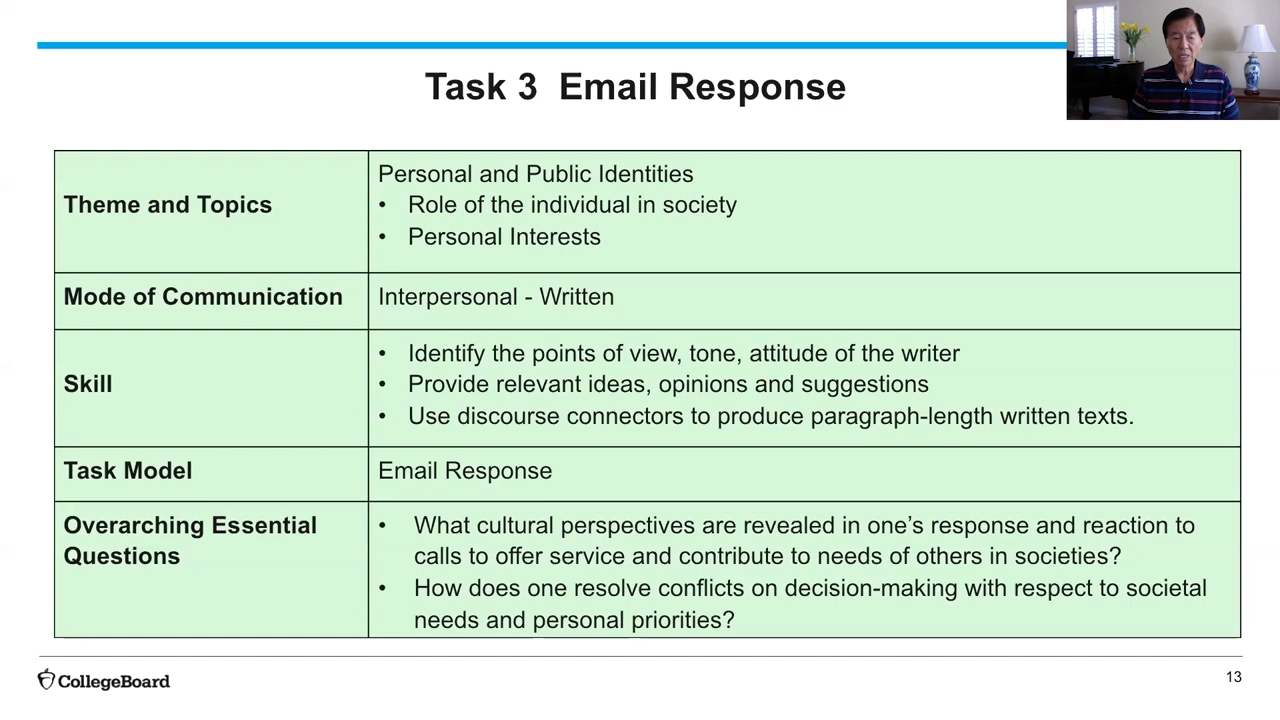 Task 3  Email Response
Theme and Topics
Personal and Public Identities
• Role of the individual in society
• Personal Interests
Mode of Communication
Interpersonal - Written
Skill
• Identify the points of view, tone, attitude of the writer
• Provide relevant ideas, opinions and suggestions
• Use discourse connectors to produce paragraph-length written texts.
Task Model
Email Response
Overarching Essential
Questions
• What cultural perspectives are revealed in one’s response and reaction to
calls to offer service and contribute to needs of others in societies?
• How does one resolve conflicts on decision-making with respect to societal
needs and personal priorities?
CollegeBoard
13